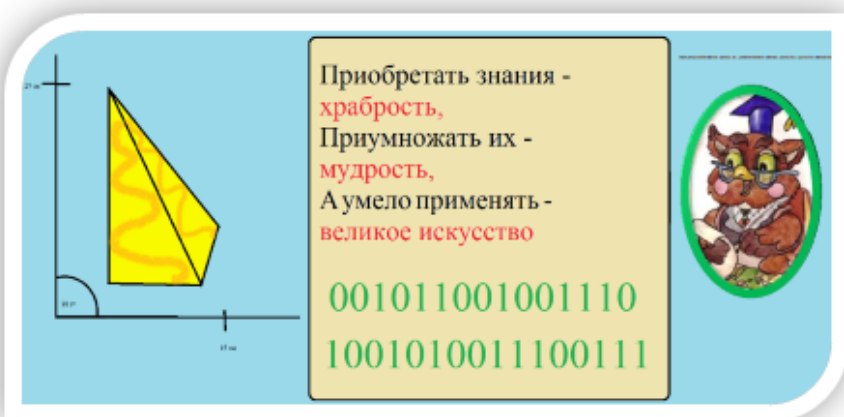 Приобретать знания -
храбрость,
Приумножать их -
мудрость,
А умело применять -
великое искусство
001011001001110
1001010011100111